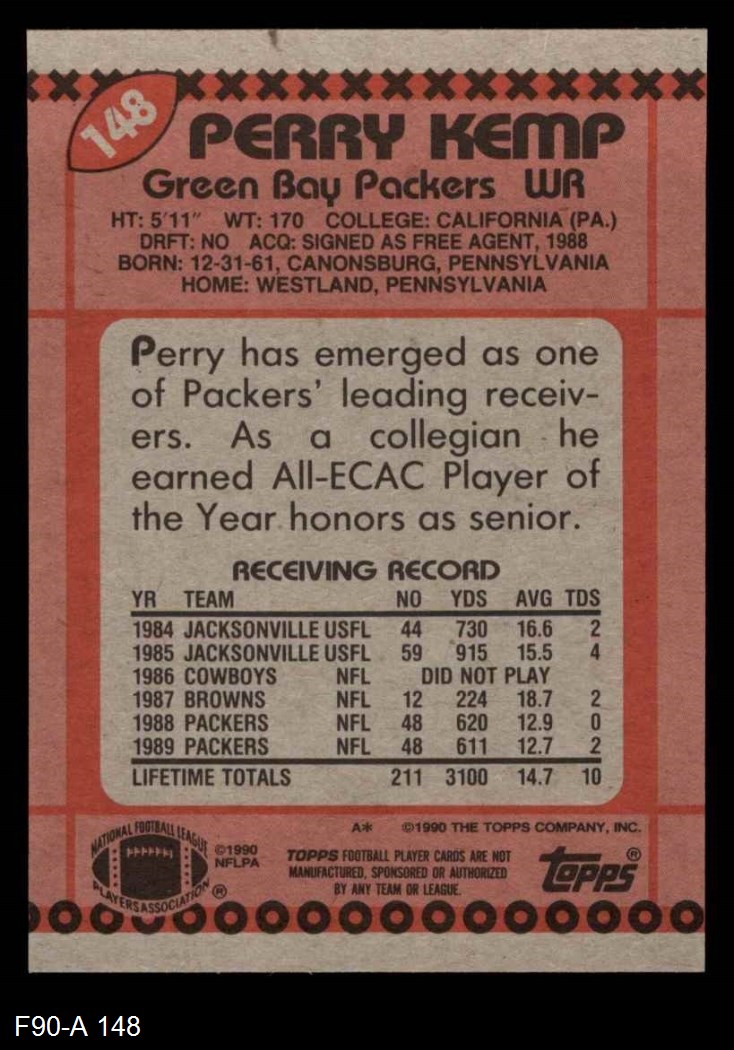 148
PERRY KEMP
Green Bay Packers WR
HT: 5'11" WT: 170 COLLEGE: CALIFORNIA (PA.)
DRFT: NO ACQ: SIGNED AS FREE AGENT, 1988
BORN: 12-31-61, CANONSBURG, PENNSYLVANIA
HOME: WESTLAND, PENNSYLVANIA
Perry has emerged as one
of Packers' leading receiv-
ers. As a collegian he
earned All-ECAC Player of
the Year honors as senior.
RECEIVING RECORD
YR TEAM NO YDS AVG TDS
1984 JACKSONVILLE USFL 44 730 16.6 2
1985 JACKSONVILLE USFL 59 915 15.5 4
1986 COWBOYS NFL DID NOT PLAY
1987 BROWNS NFL 12 224 18.7 2
1988 PACKERS NFL 48 620 12.9 0
1989 PACKERS NFL 48 611 12.7 2
LIFETIME TOTALS 211 3100 14.7 10
A* ©1990 THE TOPPS COMPANY, INC.
NATIONAL FOOTBALL LEAGUE
PLAYERS ASSOCIATION ®
©1990
NFLPA
TOPPS FOOTBALL PLAYER CARDS ARE NOT
MANUFACTURED, SPONSORED OR AUTHORIZED
BY ANY TEAM OR LEAGUE.
Topps®
F90-A 148